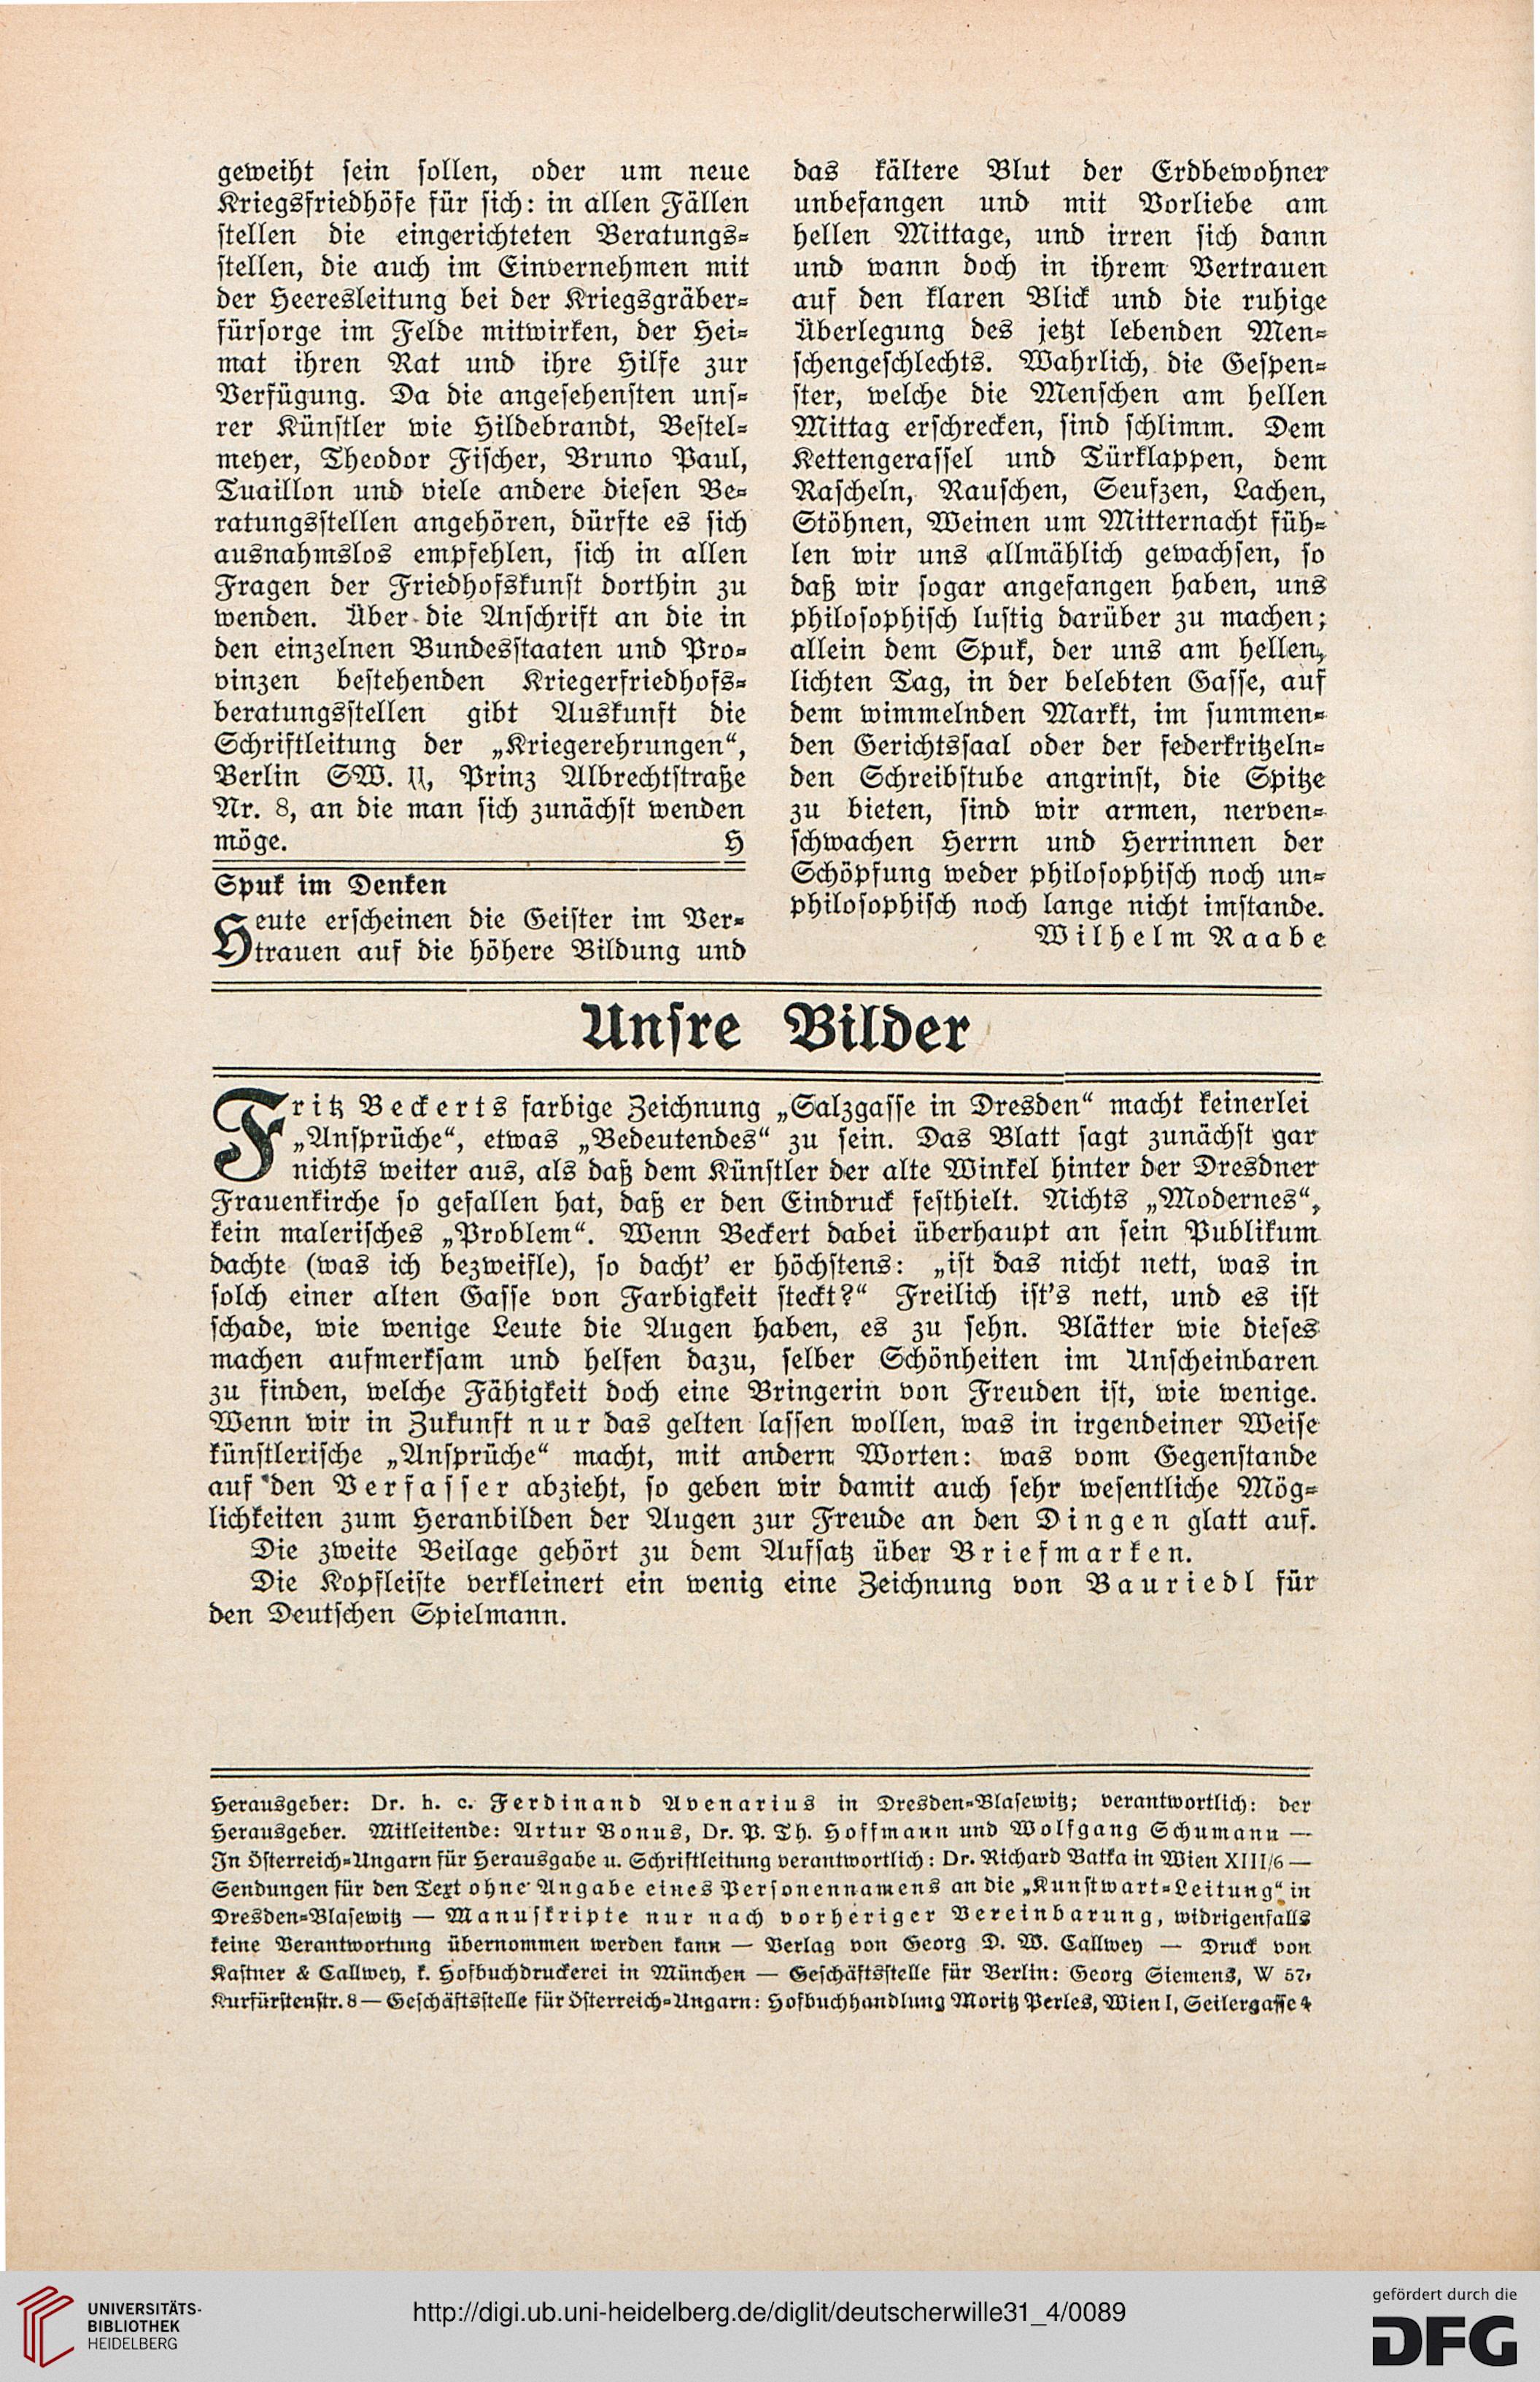 geweiht sein sollen, oder um neue
Kriegsfriedhöfe für sich: in allen Fällen
stellen die eingerichteten Beratungs-
stellen, die auch im Einvernehmen mit
der Heeresleitung bei der Kriegsgräber-
fürsorge im Felde mitwirken, der Hei-
mat ihren Rat und ihre Hilfe zur
Verfügung. Da die angesehensten uns-
rer Künstler wie Hildebrandt, Bestel-
meyer, Theodor Fischer, Bruno Paul,
Tuaillon und viele andere diesen Be-
ratungsstellen angehören, dürfte es sich
ausnahmslos empfehlen, sich in allen
Fragen der Friedhofskunst dorthin zu
wenden. Über die Anschrift an die in
den einzelnen Bundesstaaten und Pro-
vinzen bestehenden Kriegerfriedhofs-
beratungsstellen gibt Auskunft die
Schriftleitung der „Kriegerehrungen“,
Berlin SW. 11, Prinz Albrechtstraße
Nr. 8, an die man sich zunächst wenden
möge. H
Spuk im Denken
Heute erscheinen die Geister im Ver-
trauen auf die höhere Bildung und
das kältere Blut der Erdbewohner
unbefangen und mit Vorliebe am
hellen Mittage, und irren sich dann
und wann doch in ihrem Vertrauen
auf den klaren Blick und die ruhige
Überlegung des jetzt lebenden Men-
schengeschlechts. Wahrlich, die Gespen-
ster, welche die Menschen am hellen
Mittag erschrecken, sind schlimm. Dem
Kettengerassel und Türklappen, dem
Rascheln, Rauschen, Seufzen, Lachen,
Stöhnen, Weinen um Mitternacht füh-
len wir uns allmählich gewachsen, so
daß wir sogar angefangen haben, uns
philosophisch lustig darüber zu machen;
allein dem Spuk, der uns am hellen,
lichten Tag, in der belebten Gasse, auf
dem wimmelnden Markt, im summen-
den Gerichtssaal oder der federkritzeln-
den Schreibstube angrinst, die Spitze
zu bieten, sind wir armen, nerven-
schwachen Herrn und Herrinnen der
Schöpfung weder philosophisch noch un-
philosophisch noch lange nicht imstande.
Wilhelm Raabe
Unsre Bilder
Fritz Beckerts farbige Zeichnung „Salzgasse in Dresden“ macht keinerlei
„Ansprüche“, etwas „Bedeutendes“ zu sein. Das Blatt sagt zunächst gar
nichts weiter aus, als daß dem Künstler der alte Winkel hinter der Dresdner
Frauenkirche so gefallen hat, daß er den Eindruck festhielt. Nichts „Modernes“,
kein malerisches „Problem“. Wenn Beckert dabei überhaupt an sein Publikum
dachte (was ich bezweifle), so dacht' er höchstens: „ist das nicht nett, was in
solch einer alten Gasse von Farbigkeit steckt?“ Freilich ist's nett, und es ist
schade, wie wenige Leute die Augen haben, es zu sehn. Blätter wie dieses
machen aufmerksam und helfen dazu, selber Schönheiten im Unscheinbaren
zu finden, welche Fähigkeit doch eine Bringerin von Freuden ist, wie wenige.
Wenn wir in Zukunft nur das gelten lassen wollen, was in irgendeiner Weise
künstlerische „Ansprüche“ macht, mit andern Worten: was vom Gegenstande
auf den Verfasser abzieht, so geben wir damit auch sehr wesentliche Mög-
lichkeiten zum Heranbilden der Augen zur Freude an den Dingen glatt auf.
Die zweite Beilage gehört zu dem Aufsatz über Briefmarken.
Die Kopfleiste verkleinert ein wenig eine Zeichnung von Bauriedl für
den Deutschen Spielmann.
Herausgeber: Dr. h. c. Ferdinand Avenarius in Dresden-Blasewitz; verantwortlich: der
Herausgeber. Mitleitende: Artur Bonus, Dr. P. Th. Hoffmann und Wolfgang Schumann —
In Österreich-Ungarn für Herausgabe u. Schriftleitung verantwortlich: Dr. Richard Batka in Wien XIII/6 —
Sendungen für den Text ohne Angabe eines Personennamens an die „Kunstwart-Leitung“ in
Dresden-Blasewitz — Manuskripte nur nach vorheriger Vereinbarung, widrigenfalls
keine Verantwortung übernommen werden kann — Verlag von Georg D. W. Callwey — Druck von
Kastner & Callwey, k. Hofbuchdruckerei in München — Geschäftsstelle für Berlin: Georg Siemens, W 57,
Kurfürstenstr. 8 — Geschäftsstelle für Österreich-Ungarn: Hofbuchhandlung Moritz Perles, Wien I, Seilergasse 4
UNIVERSITÄTS-
BIBLIOTHEK
HEIDELBERG
http://digi.ub.uni-heidelberg.de/diglit/deutscherwille31_4/0089
gefördert durch die
DFG